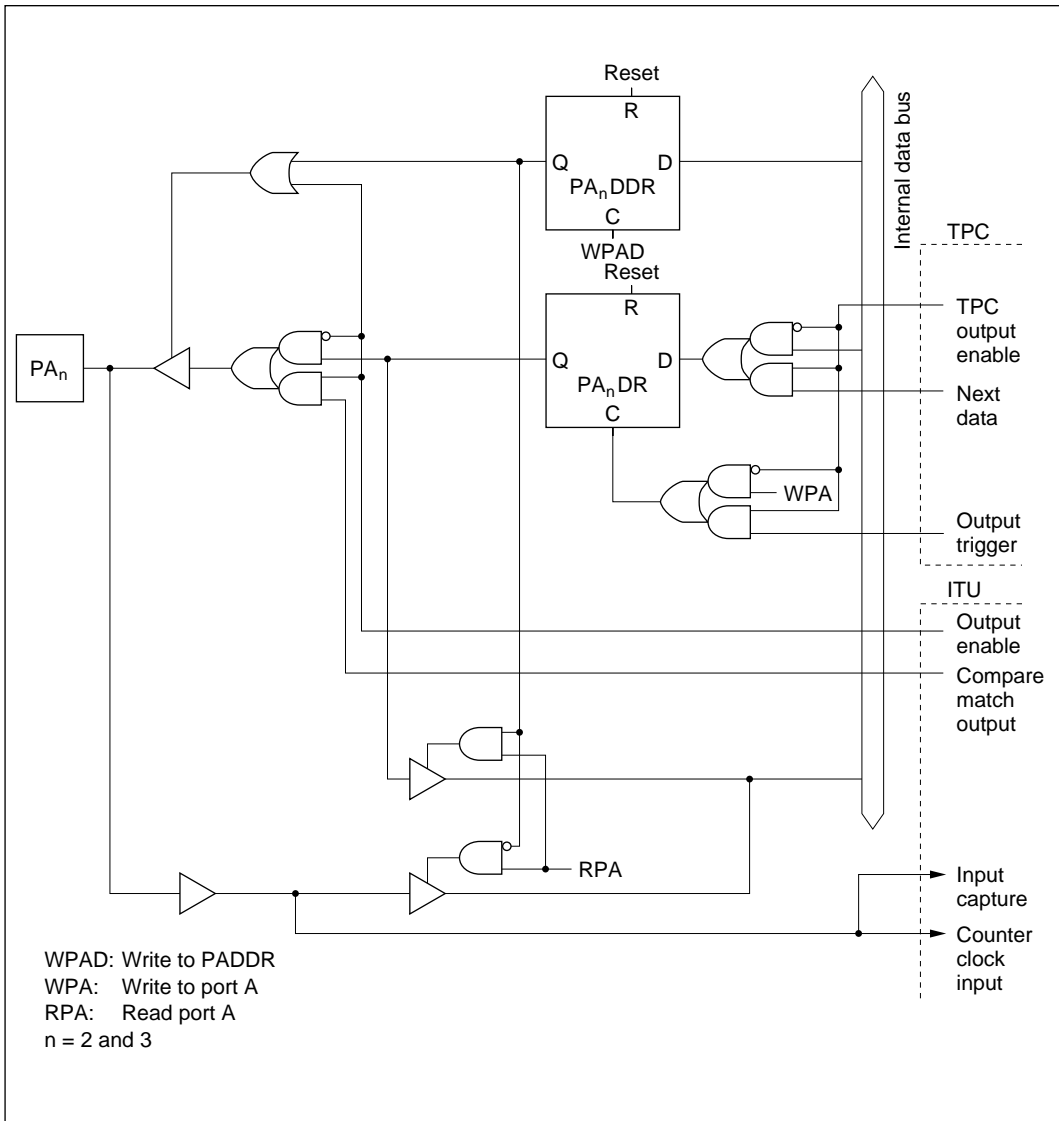 Reset
R
Q
D
PAnDDR
C
WPAD
Reset
R
Q
D
PAnDR
C
PAn
WPA
Internal data bus
TPC
TPC
output
enable
Next
data
Output
trigger
ITU
Output
enable
Compare
match
output
RPA
Input
capture
Counter
clock
input
WPAD: Write to PADDR
WPA: Write to port A
RPA: Read port A
n = 2 and 3